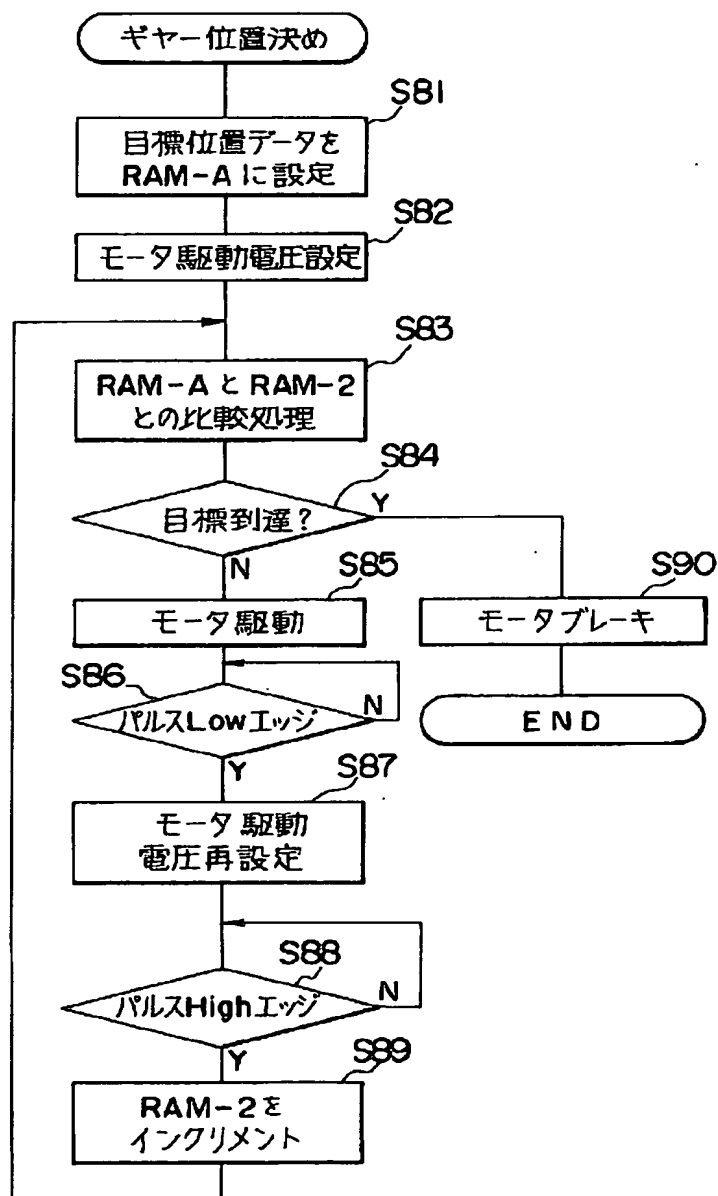 ギヤー位置決め
S81
目標位置データを
RAM-Aに設定
S82
モータ駆動電圧設定
S83
RAM-AとRAM-2
との比較処理
S84
目標到達?
Y
N
S85
モータ駆動
S90
モータブレーキ
S86
パルスLowエッジ
N
Y
END
S87
モータ駆動
電圧再設定
S88
パルスHighエッジ
N
Y
S89
RAM-2を
インクリメント